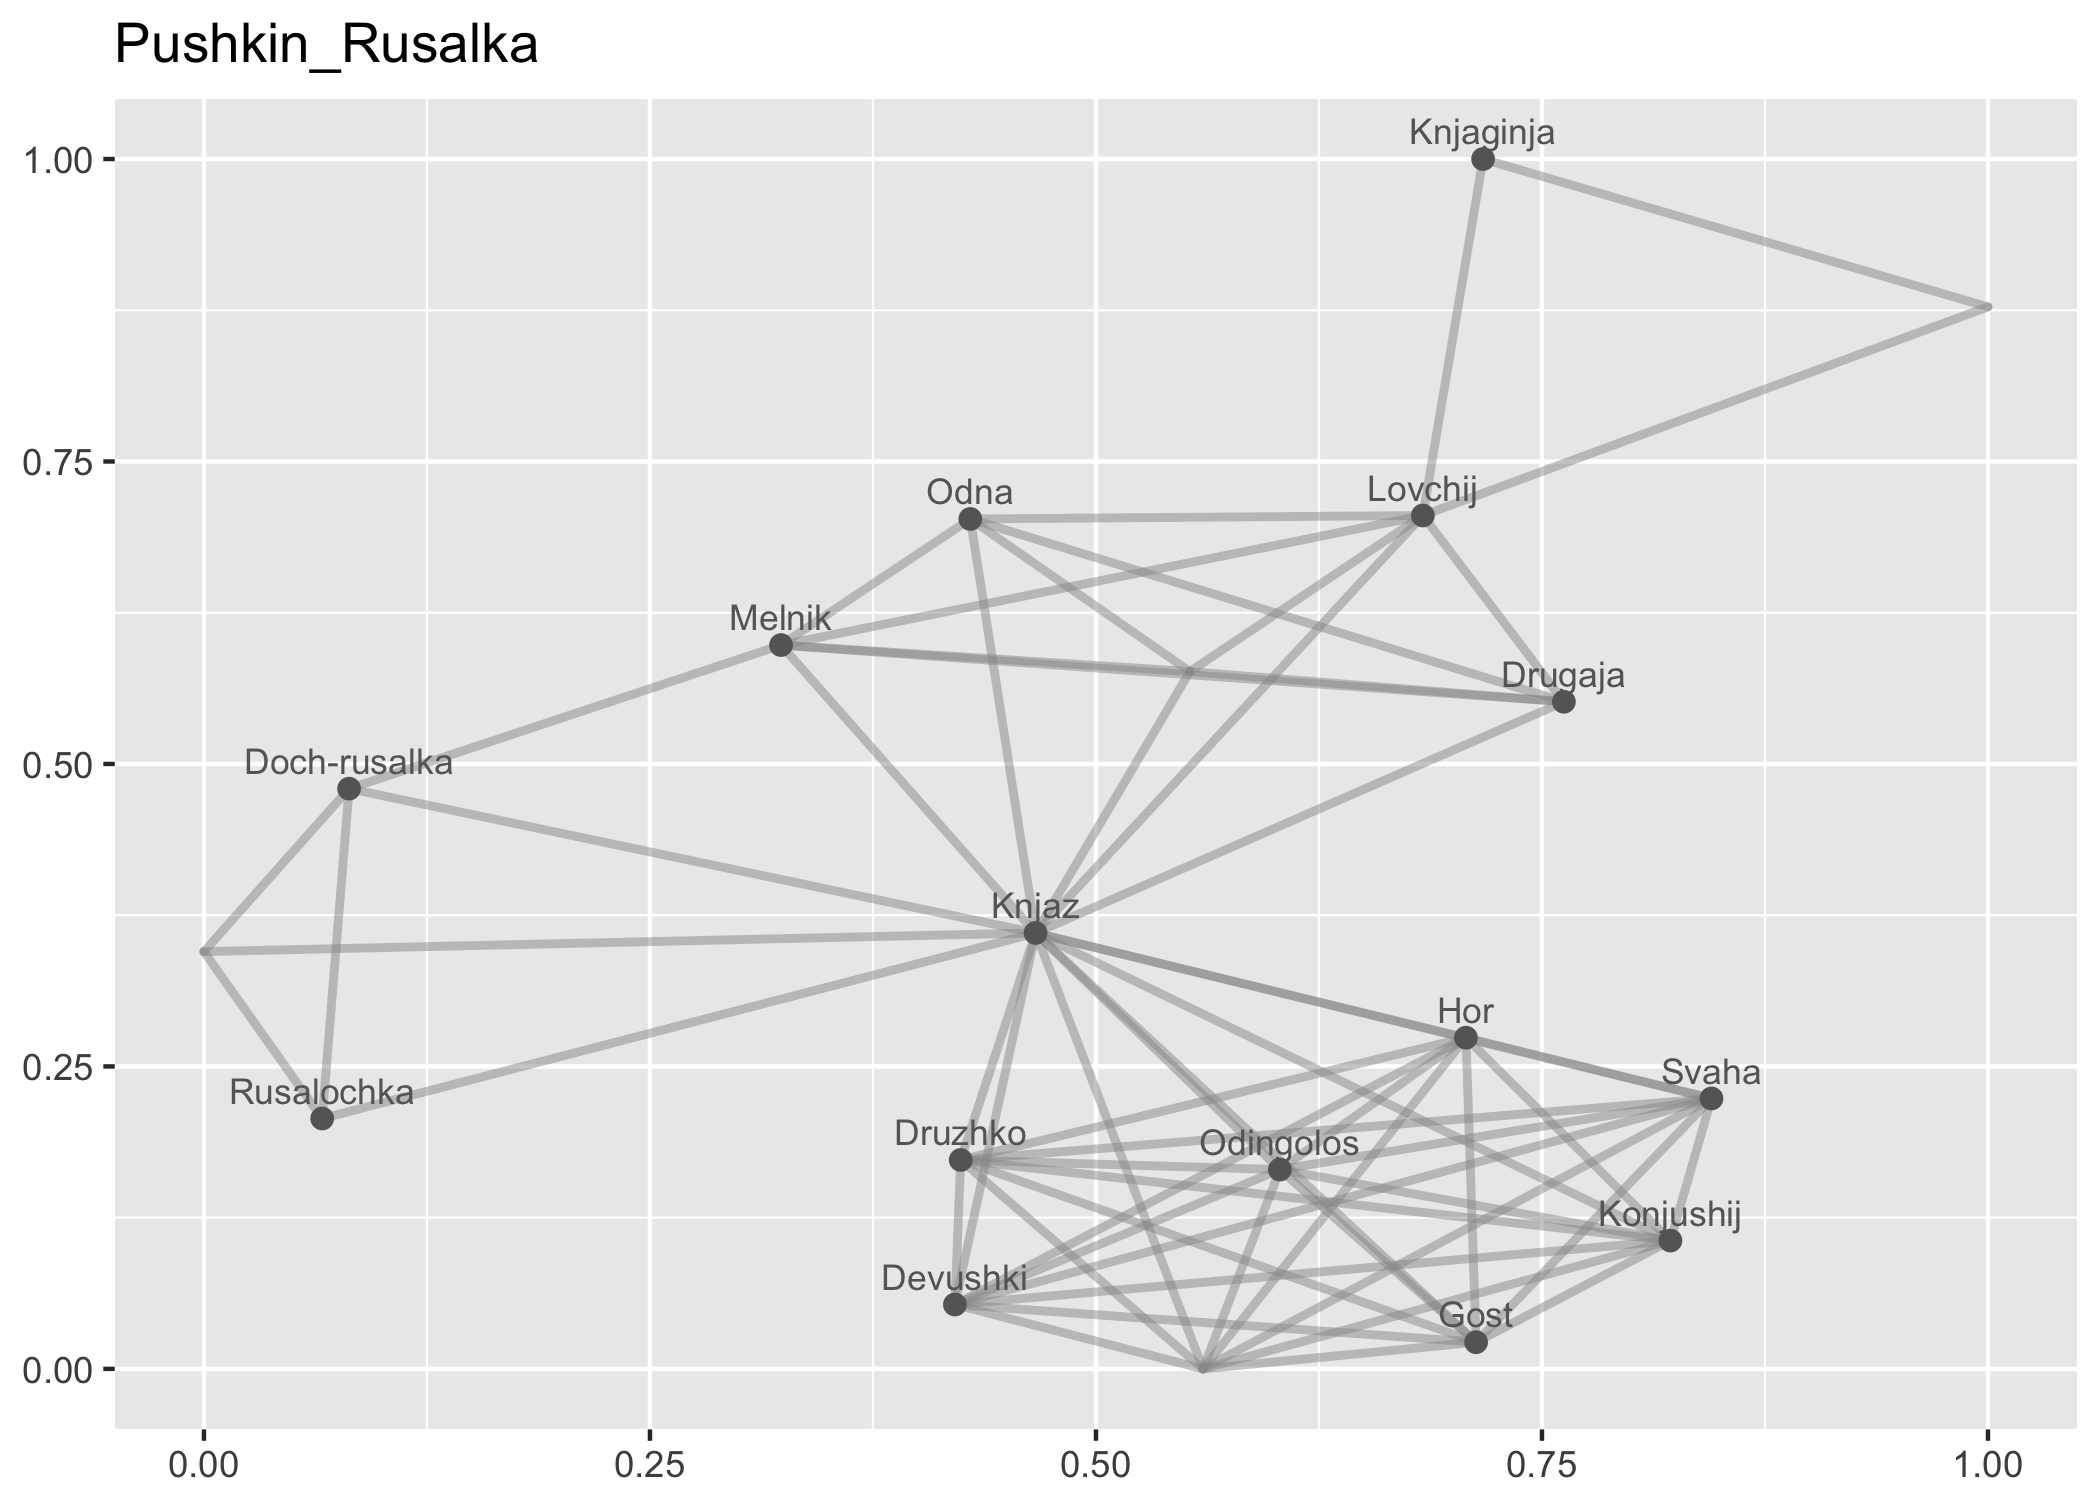 Pushkin_Rusalka
Knjaginja
1.00
Lovchij
Odna
0.75
Melnik
Drugaja
Doch-rusalka
0.50
Knjaz
Hor
Svaha
0.25
Rusalochka
Druzhko
Odingolos
Konjushij
Devushki
Gost
0.00
0.00 0.25 0.50 0.75 1.00